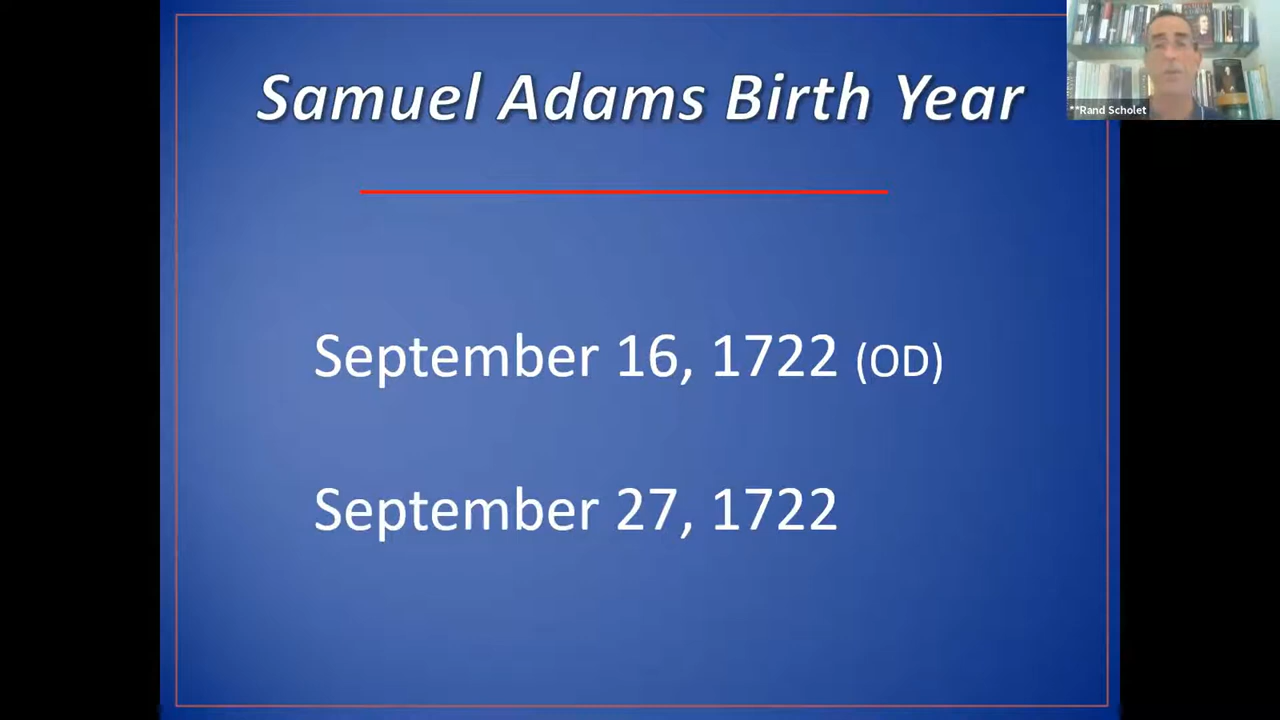 Samuel Adams Birth Year
**Rand Scholet
September 16, 1722 (OD)
September 27, 1722